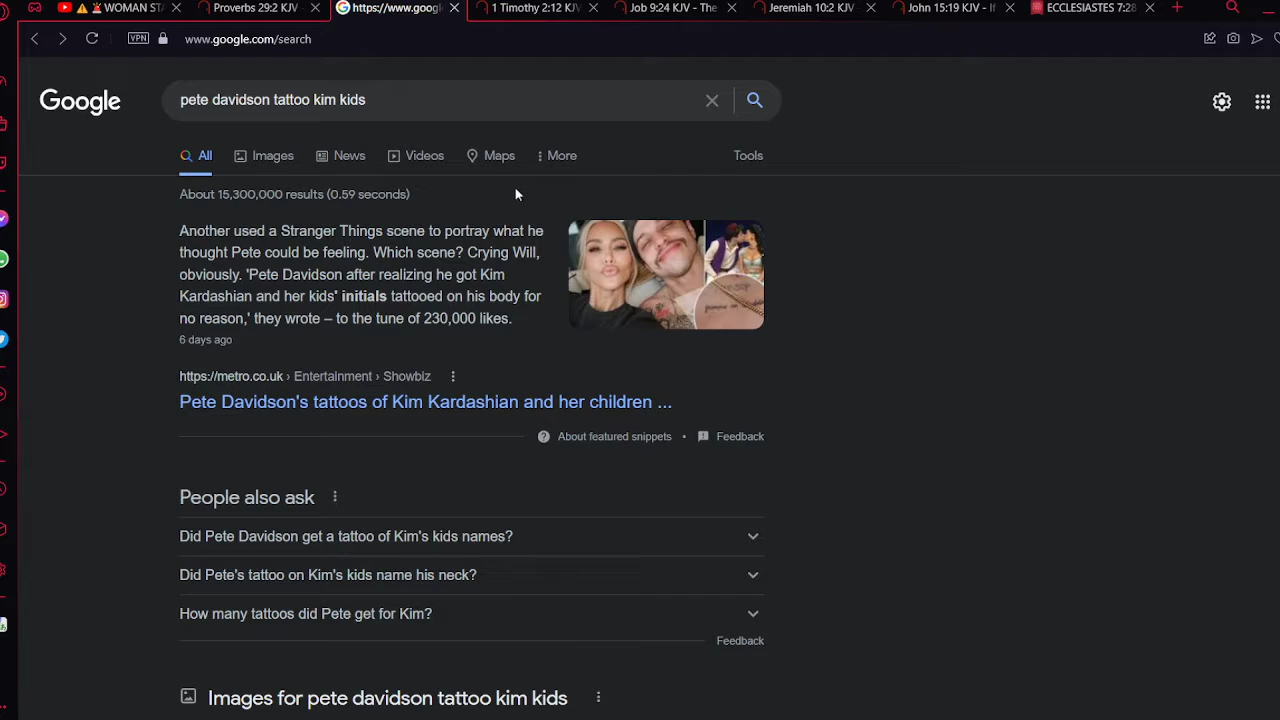 WOMAN STA
Proverbs 29:2 KJV
https://www.googl
1 Timothy 2:12 KJV
Job 9:24 KJV - The
Jeremiah 10:2 KJV
John 15:19 KJV - If
ECCLESIASTES 7:28
VPN
www.google.com/search
Google
pete davidson tattoo kim kids
All
Images
News
Videos
Maps
More
Tools
About 15,300,000 results (0.59 seconds)
Another used a Stranger Things scene to portray what he
thought Pete could be feeling. Which scene? Crying Will,
obviously. 'Pete Davidson after realizing he got Kim
Kardashian and her kids' initials tattooed on his body for
no reason,' they wrote – to the tune of 230,000 likes.
6 days ago
https://metro.co.uk › Entertainment › Showbiz
Pete Davidson's tattoos of Kim Kardashian and her children ...
About featured snippets • Feedback
People also ask
Did Pete Davidson get a tattoo of Kim's kids names?
Did Pete's tattoo on Kim's kids name his neck?
How many tattoos did Pete get for Kim?
Feedback
Images for pete davidson tattoo kim kids